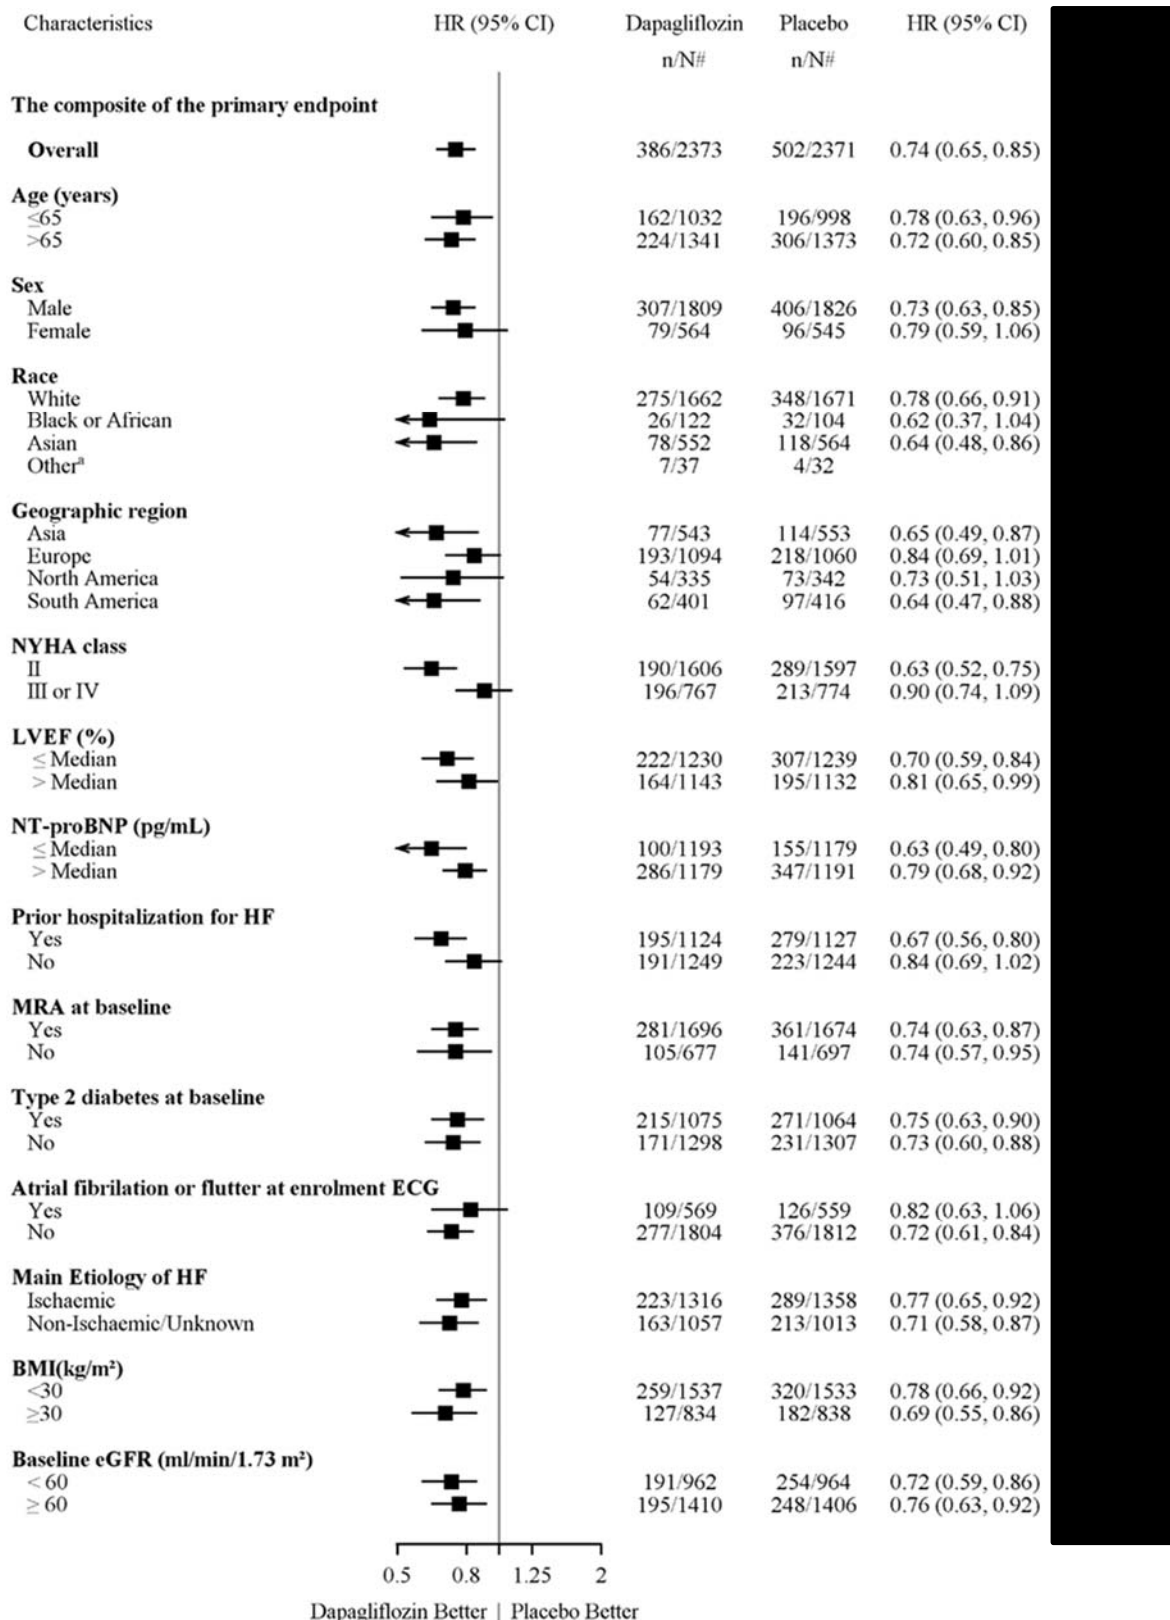 Characteristics HR (95% CI) Dapagliflozin Placebo HR (95% CI)
n/N# n/N#
The composite of the primary endpoint
Overall 386/2373 502/2371 0.74 (0.65, 0.85)
Age (years)
≤65 162/1032 196/998 0.78 (0.63, 0.96)
>65 224/1341 306/1373 0.72 (0.60, 0.85)
Sex
Male 307/1809 406/1826 0.73 (0.63, 0.85)
Female 79/564 96/545 0.79 (0.59, 1.06)
Race
White 275/1662 348/1671 0.78 (0.66, 0.91)
Black or African 26/122 32/104 0.62 (0.37, 1.04)
Asian 78/552 118/564 0.64 (0.48, 0.86)
Otherᵃ 7/37 4/32
Geographic region
Asia 77/543 114/553 0.65 (0.49, 0.87)
Europe 193/1094 218/1060 0.84 (0.69, 1.01)
North America 54/335 73/342 0.73 (0.51, 1.03)
South America 62/401 97/416 0.64 (0.47, 0.88)
NYHA class
II 190/1606 289/1597 0.63 (0.52, 0.75)
III or IV 196/767 213/774 0.90 (0.74, 1.09)
LVEF (%)
≤ Median 222/1230 307/1239 0.70 (0.59, 0.84)
> Median 164/1143 195/1132 0.81 (0.65, 0.99)
NT-proBNP (pg/mL)
≤ Median 100/1193 155/1179 0.63 (0.49, 0.80)
> Median 286/1179 347/1191 0.79 (0.68, 0.92)
Prior hospitalization for HF
Yes 195/1124 279/1127 0.67 (0.56, 0.80)
No 191/1249 223/1244 0.84 (0.69, 1.02)
MRA at baseline
Yes 281/1696 361/1674 0.74 (0.63, 0.87)
No 105/677 141/697 0.74 (0.57, 0.95)
Type 2 diabetes at baseline
Yes 215/1075 271/1064 0.75 (0.63, 0.90)
No 171/1298 231/1307 0.73 (0.60, 0.88)
Atrial fibrilation or flutter at enrolment ECG
Yes 109/569 126/559 0.82 (0.63, 1.06)
No 277/1804 376/1812 0.72 (0.61, 0.84)
Main Etiology of HF
Ischaemic 223/1316 289/1358 0.77 (0.65, 0.92)
Non-Ischaemic/Unknown 163/1057 213/1013 0.71 (0.58, 0.87)
BMI(kg/m²)
<30 259/1537 320/1533 0.78 (0.66, 0.92)
≥30 127/834 182/838 0.69 (0.55, 0.86)
Baseline eGFR (ml/min/1.73 m²)
< 60 191/962 254/964 0.72 (0.59, 0.86)
≥ 60 195/1410 248/1406 0.76 (0.63, 0.92)
0.5 0.8 1.25 2
Dapagliflozin Better | Placebo Better